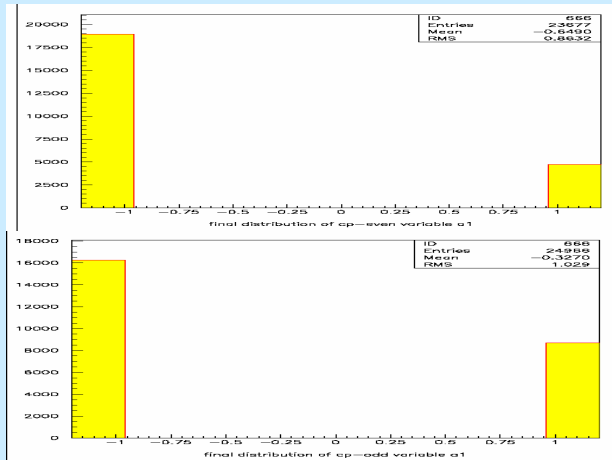 ID 666
Entries 23677
Mean -0.6490
RMS 0.8632
20000
17500
15000
12500
10000
7500
5000
2500
0
-1 -0.75 -0.5 -0.25 0 0.25 0.5 0.75 1
final distribution of cp-even variable a1
18000
16000
14000
12000
10000
8000
6000
4000
2000
0
ID 666
Entries 24986
Mean -0.3270
RMS 1.029
-1 -0.75 -0.5 -0.25 0 0.25 0.5 0.75 1
final distribution of cp-odd variable a1